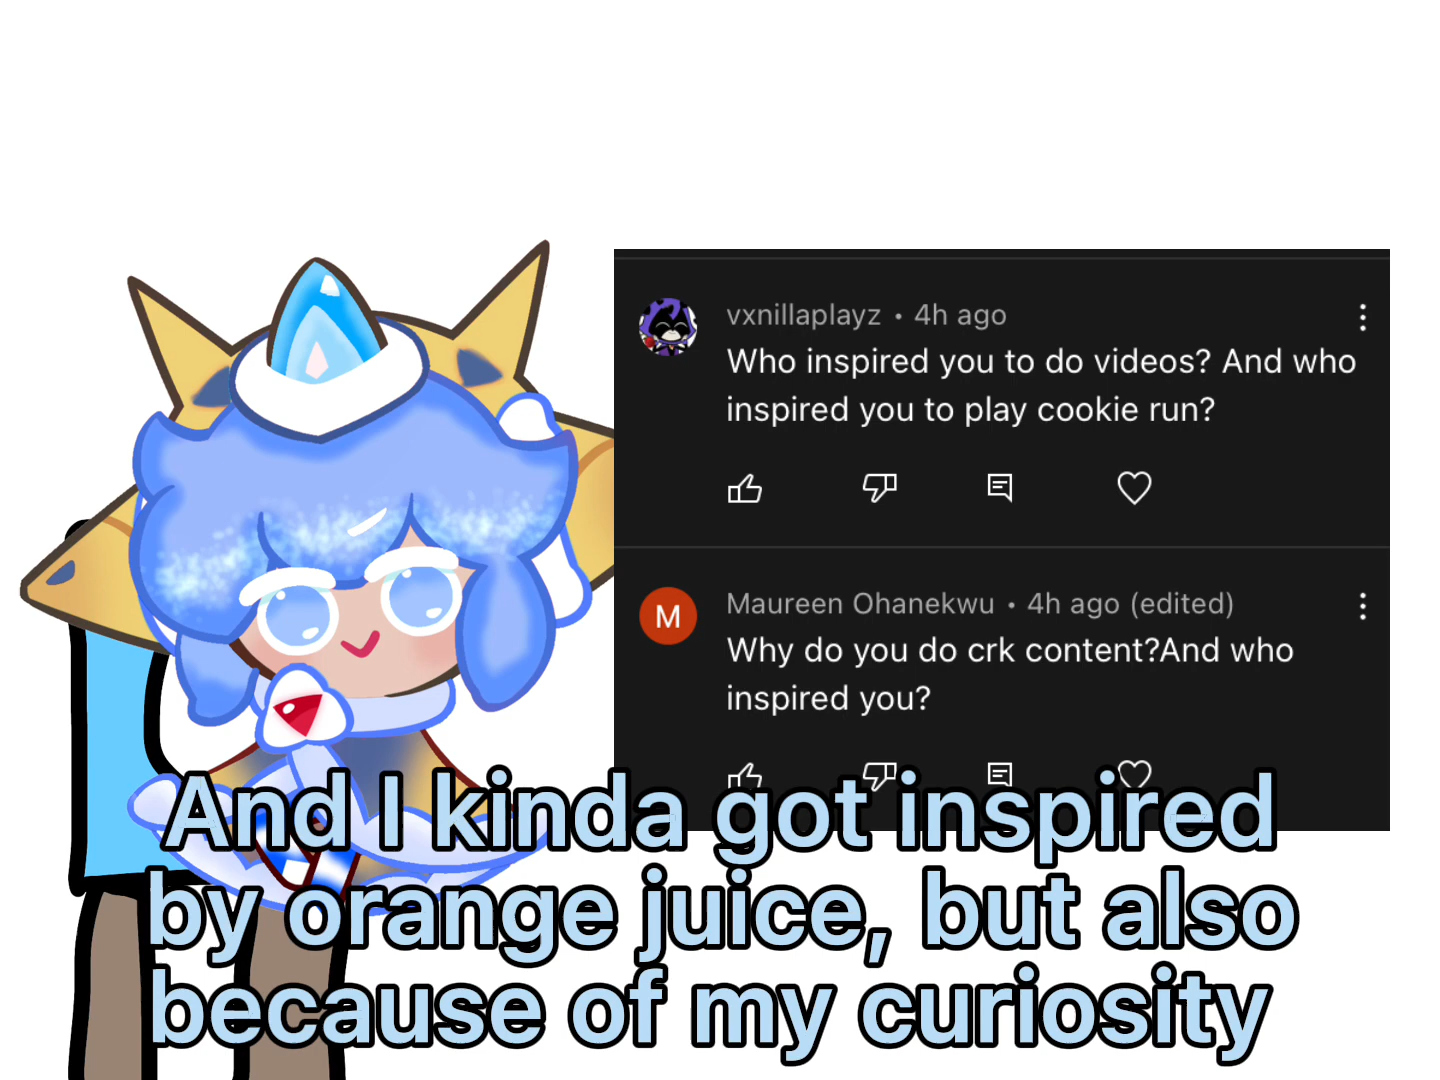 vxnillaplayz • 4h ago
Who inspired you to do videos? And who
inspired you to play cookie run?
M
Maureen Ohanekwu • 4h ago (edited)
Why do you do crk content?And who
inspired you?
And I kinda got inspired
by orange juice, but also
because of my curiosity